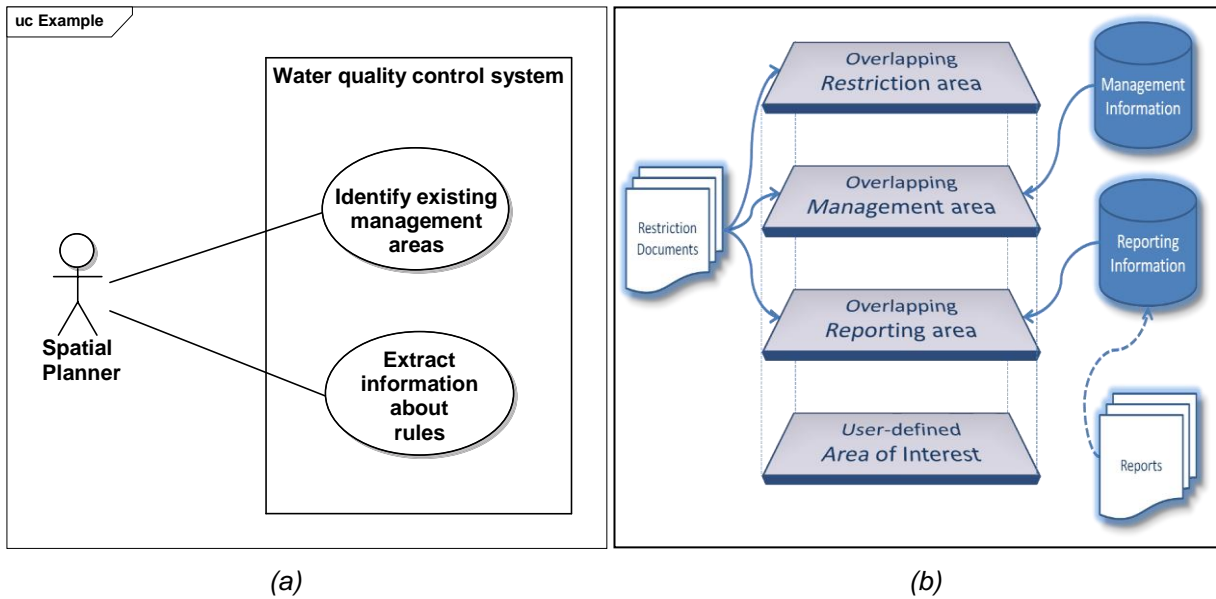 uc Example
Water quality control system
Identify existing
management
areas
Spatial
Planner
Extract
information
about
rules
(a)
Overlapping
Restriction area
Management
Information
Overlapping
Management area
Restriction
Documents
Reporting
Information
Overlapping
Reporting area
User-defined
Area of Interest
Reports
(b)